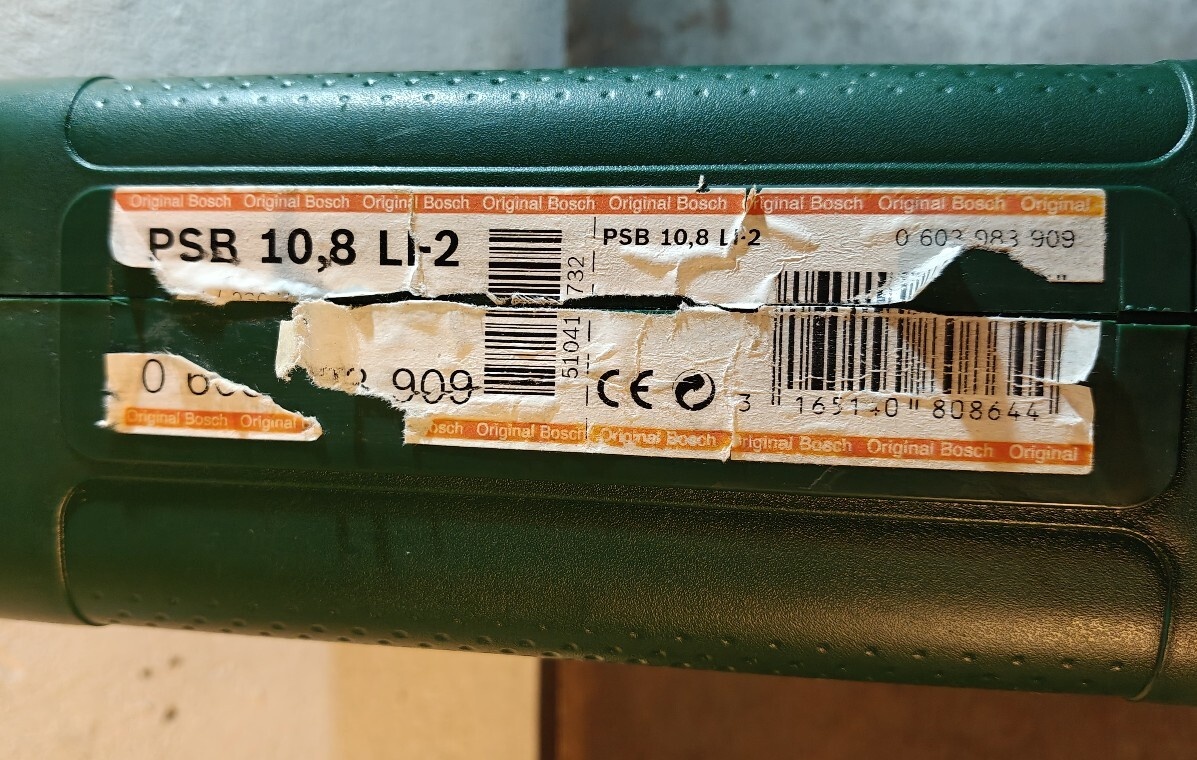 Original Bosch Original Bosch Original Bosch Original Bosch Original Bosch Original Bosch Original Bosch Original
PSB 10,8 LI-2
732
51041
PSB 10,8 LI-2
0 603 983 909
909
CE
3 165140 808644
Original Bosch Original
Bosch Original Bosch Original Bosch Original Bosch Original Bosch Original